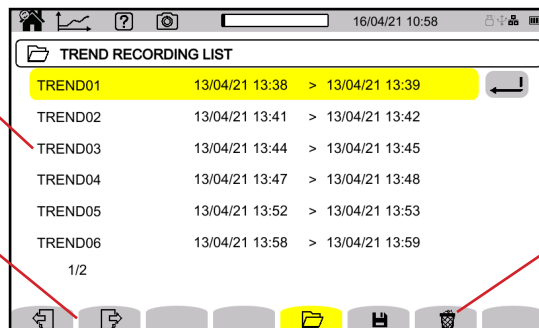 ? 16/04/21 10:58
TREND RECORDING LIST
TREND01 13/04/21 13:38 > 13/04/21 13:39
TREND02 13/04/21 13:41 > 13/04/21 13:42
TREND03 13/04/21 13:44 > 13/04/21 13:45
TREND04 13/04/21 13:47 > 13/04/21 13:48
TREND05 13/04/21 13:52 > 13/04/21 13:53
TREND06 13/04/21 13:58 > 13/04/21 13:59
1/2